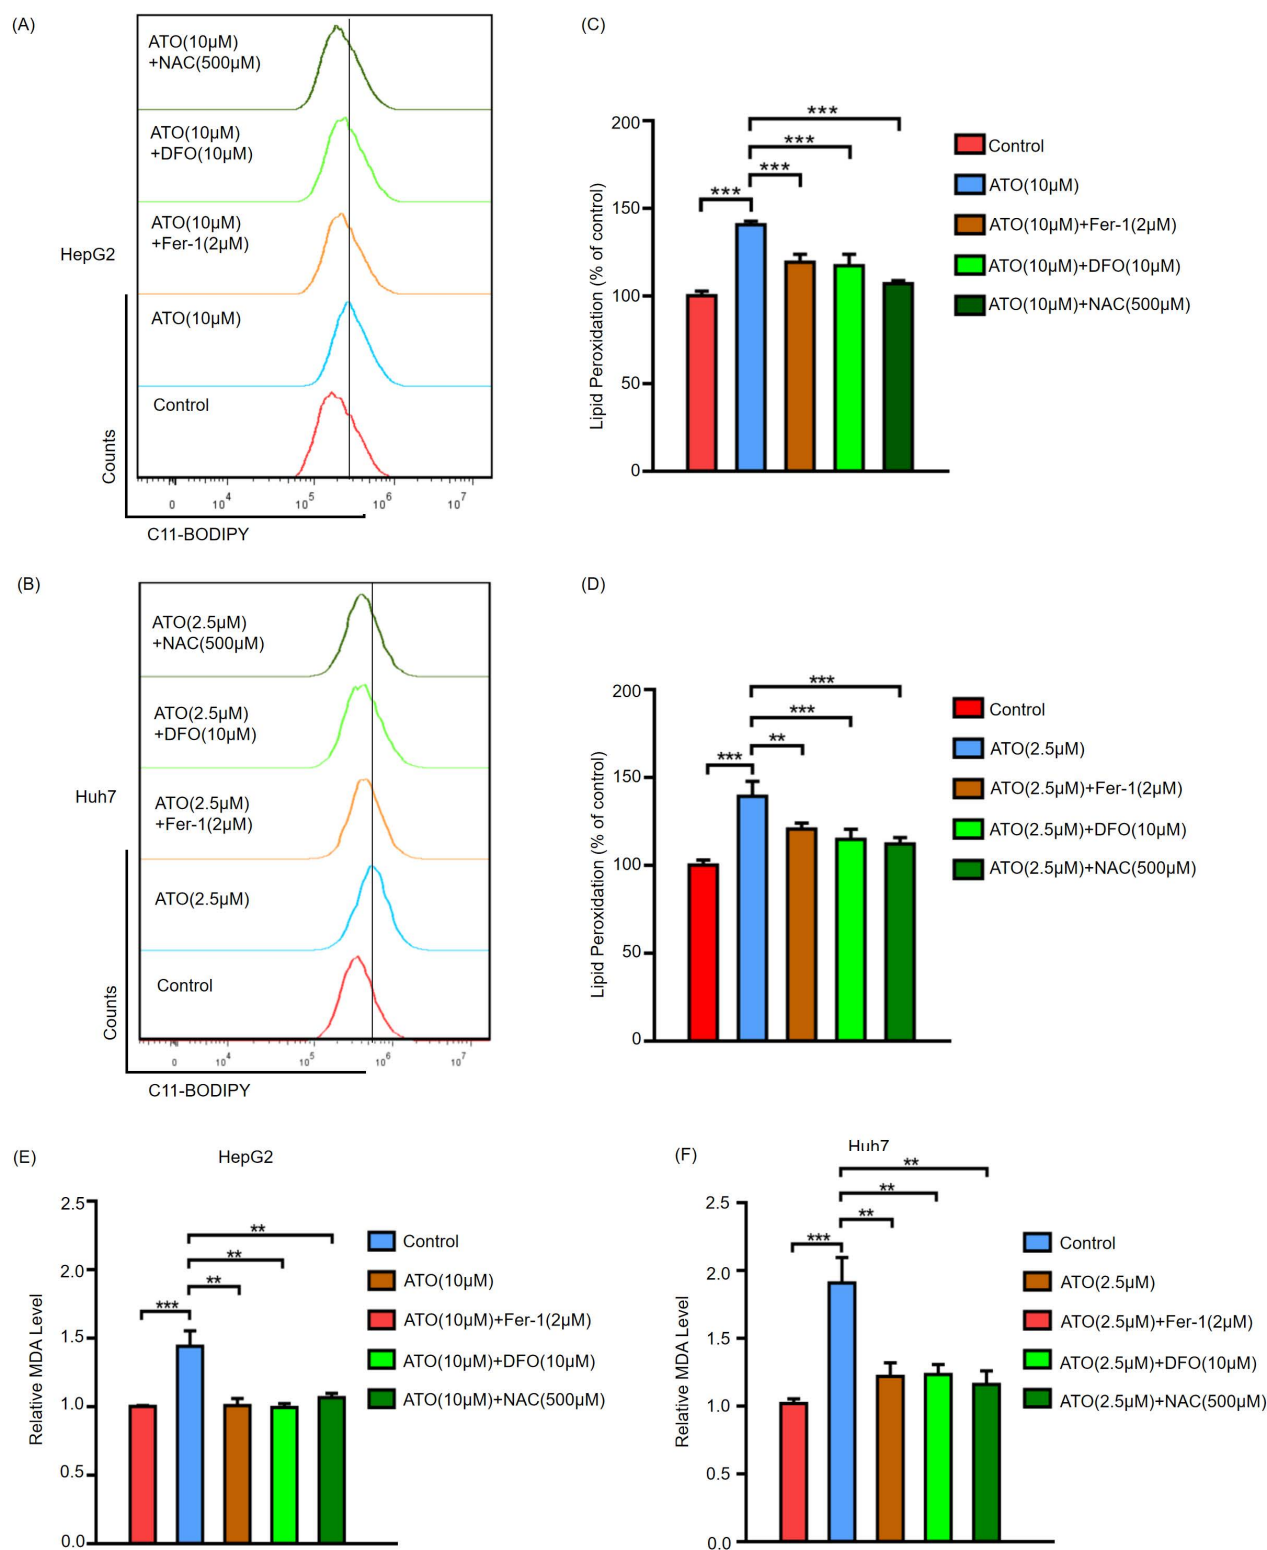 (A)
ATO(10μM)
+NAC(500μM)
ATO(10μM)
+DFO(10μM)
ATO(10μM)
+Fer-1(2μM)
HepG2
ATO(10μM)
Control
Counts
0 10^4 10^5 10^6 10^7
C11-BODIPY
(C)
Lipid Peroxidation (% of control)
200
150
100
50
0
***
***
***
***
Control
ATO(10μM)
ATO(10μM)+Fer-1(2μM)
ATO(10μM)+DFO(10μM)
ATO(10μM)+NAC(500μM)
(B)
ATO(2.5μM)
+NAC(500μM)
ATO(2.5μM)
+DFO(10μM)
Huh7
ATO(2.5μM)
+Fer-1(2μM)
ATO(2.5μM)
Control
Counts
0 10^4 10^5 10^6 10^7
C11-BODIPY
(D)
Lipid Peroxidation (% of control)
200
150
100
50
0
***
***
**
***
Control
ATO(2.5μM)
ATO(2.5μM)+Fer-1(2μM)
ATO(2.5μM)+DFO(10μM)
ATO(2.5μM)+NAC(500μM)
(E)
HepG2
Relative MDA Level
2.5
2.0
1.5
1.0
0.5
0.0
**
**
**
***
Control
ATO(10μM)
ATO(10μM)+Fer-1(2μM)
ATO(10μM)+DFO(10μM)
ATO(10μM)+NAC(500μM)
(F)
Huh7
Relative MDA Level
2.5
2.0
1.5
1.0
0.5
0.0
**
**
**
***
Control
ATO(2.5μM)
ATO(2.5μM)+Fer-1(2μM)
ATO(2.5μM)+DFO(10μM)
ATO(2.5μM)+NAC(500μM)